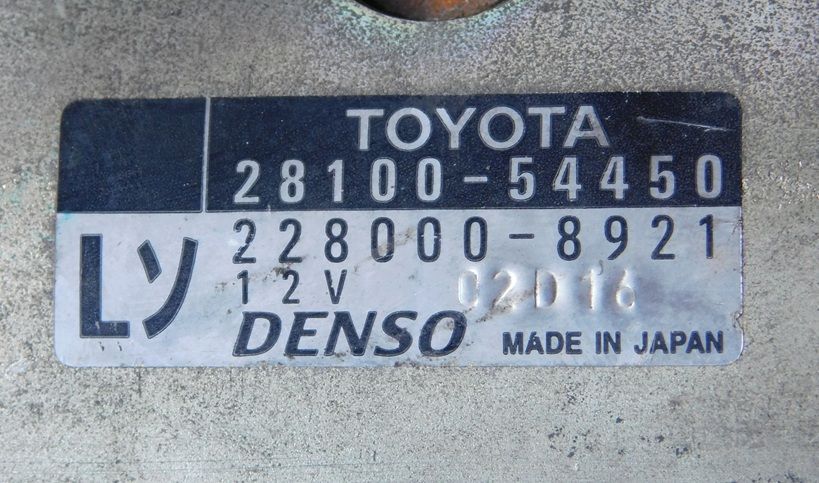 TOYOTA
28100-54450
Lソ
228000-8921
12V 02D16
DENSO MADE IN JAPAN